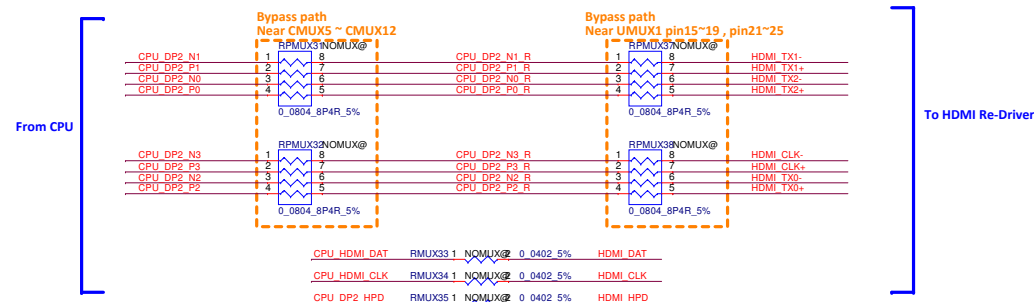 Bypass path
Near CMUX5 ~ CMUX12
Bypass path
Near UMUX1 pin15~19 , pin21~25
RPMUX31NOMUX@
RPMUX37NOMUX@
CPU_DP2_N1 1 8 CPU_DP2_N1_R 1 8 HDMI_TX1-
CPU_DP2_P1 2 7 CPU_DP2_P1_R 2 7 HDMI_TX1+
CPU_DP2_N0 3 6 CPU_DP2_N0_R 3 6 HDMI_TX2-
CPU_DP2_P0 4 5 CPU_DP2_P0_R 4 5 HDMI_TX2+
0_0804_8P4R_5%
0_0804_8P4R_5%
From CPU
To HDMI Re-Driver
RPMUX32NOMUX@
RPMUX38NOMUX@
CPU_DP2_N3 1 8 CPU_DP2_N3_R 1 8 HDMI_CLK-
CPU_DP2_P3 2 7 CPU_DP2_P3_R 2 7 HDMI_CLK+
CPU_DP2_N2 3 6 CPU_DP2_N2_R 3 6 HDMI_TX0-
CPU_DP2_P2 4 5 CPU_DP2_P2_R 4 5 HDMI_TX0+
0_0804_8P4R_5%
0_0804_8P4R_5%
CPU_HDMI_DAT RMUX33 1 NOMUX@ 2 0_0402_5% HDMI_DAT
CPU_HDMI_CLK RMUX34 1 NOMUX@ 2 0_0402_5% HDMI_CLK
CPU_DP2_HPD RMUX35 1 NOMUX@ 2 0_0402_5% HDMI_HPD